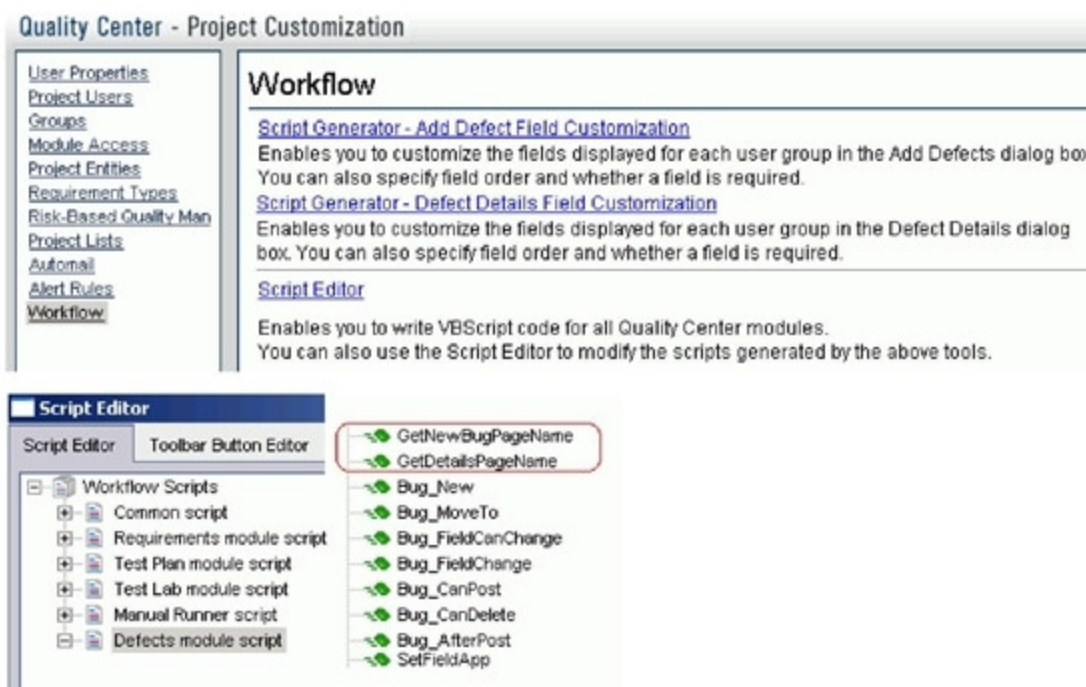 Quality Center - Project Customization
User Properties
Project Users
Groups
Module Access
Project Entities
Requirement Types
Risk-Based Quality Man
Project Lists
Automail
Alert Rules
Workflow
Workflow
Script Generator - Add Defect Field Customization
Enables you to customize the fields displayed for each user group in the Add Defects dialog box
You can also specify field order and whether a field is required.
Script Generator - Defect Details Field Customization
Enables you to customize the fields displayed for each user group in the Defect Details dialog
box. You can also specify field order and whether a field is required.
Script Editor
Enables you to write VBScript code for all Quality Center modules.
You can also use the Script Editor to modify the scripts generated by the above tools.
Script Editor
Script Editor
Toolbar Button Editor
Workflow Scripts
Common script
Requirements module script
Test Plan module script
Test Lab module script
Manual Runner script
Defects module script
GetNewBugPageName
GetDetailsPageName
Bug_New
Bug_MoveTo
Bug_FieldCanChange
Bug_FieldChange
Bug_CanPost
Bug_CanDelete
Bug_AfterPost
SetFieldApp